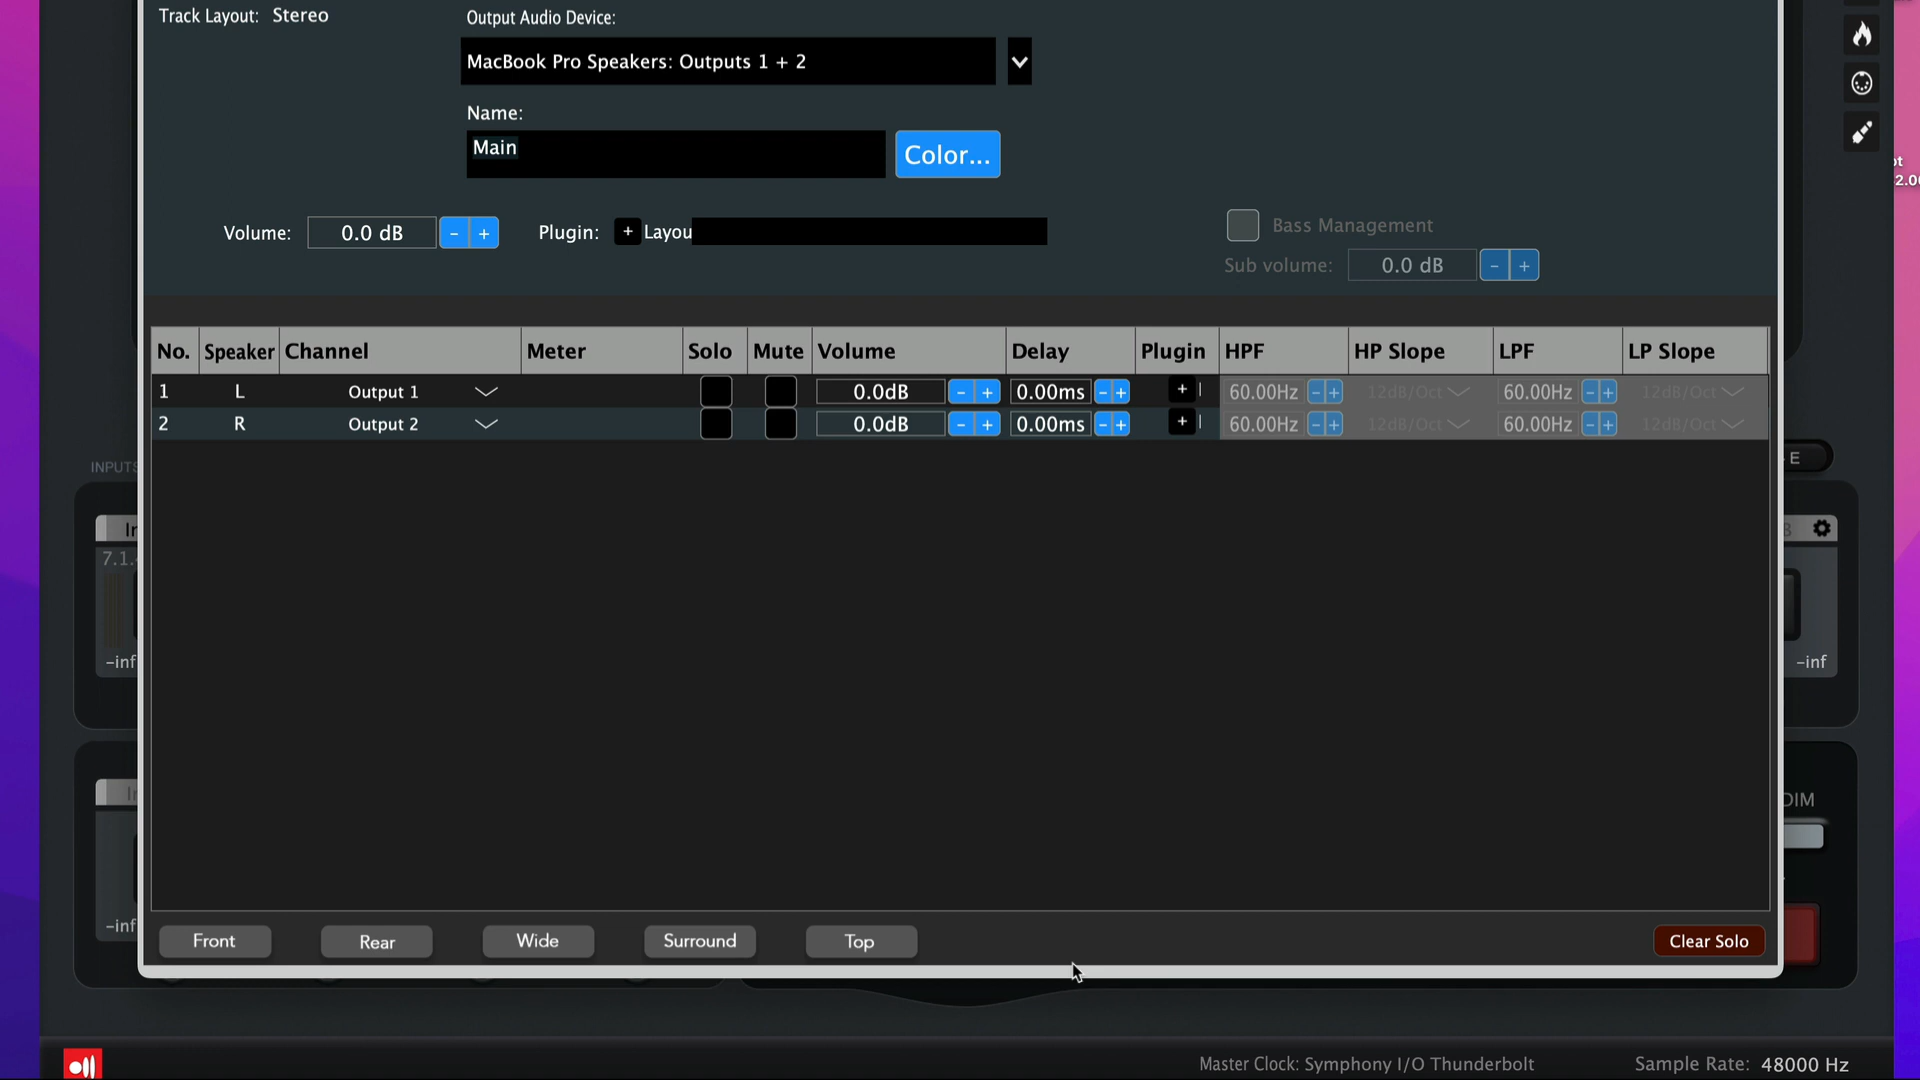 Track Layout: Stereo
Output Audio Device:
MacBook Pro Speakers: Outputs 1 + 2
Name:
Main
Color...
Volume: 0.0 dB - + Plugin: + Layou
Bass Management
Sub volume: 0.0 dB - +
No. Speaker Channel Meter Solo Mute Volume Delay Plugin HPF HP Slope LPF LP Slope
1 L Output 1 0.0dB - + 0.00ms - + + 60.00Hz - + 12dB/Oct 60.00Hz - + 12dB/Oct
2 R Output 2 0.0dB - + 0.00ms - + + 60.00Hz - + 12dB/Oct 60.00Hz - + 12dB/Oct
INPUTS
E
7.1.
-inf
-inf
DIM
-inf
Front Rear Wide Surround Top Clear Solo
Master Clock: Symphony I/O Thunderbolt Sample Rate: 48000 Hz